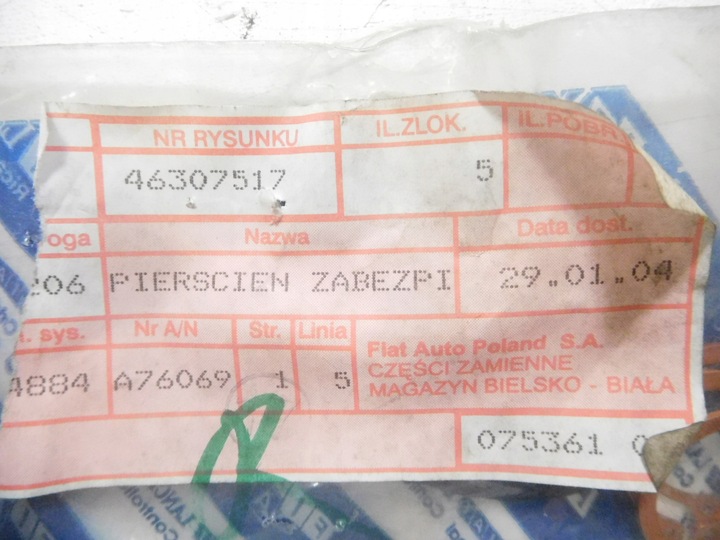 NR RYSUNKU IL.ZLOK. IL.POBR
46307517 5
oga Nazwa Data dost.
206 PIERSCIEN ZABEZPI 29.01.04
. sys. Nr A/N Str. Linia
4884 A76069 1 5
Fiat Auto Poland S.A.
CZĘŚCI ZAMIENNE
MAGAZYN BIELSKO - BIAŁA
075361